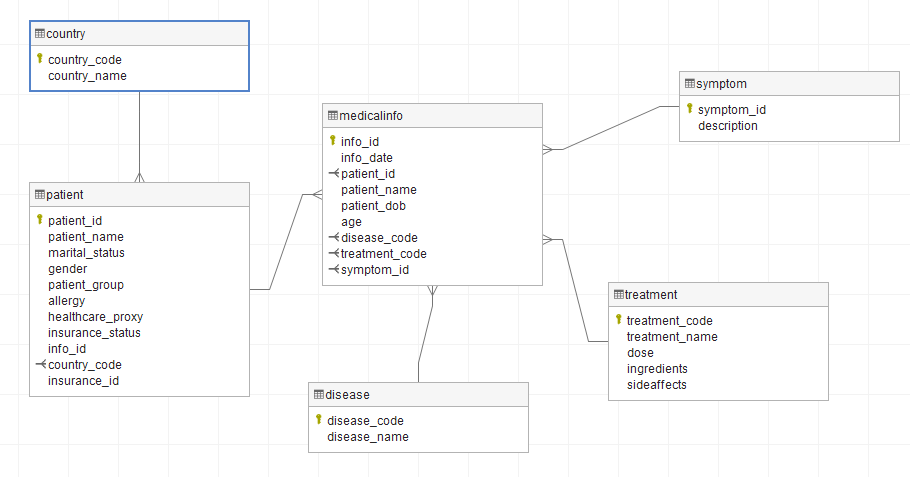 country
country_code
country_name
patient
patient_id
patient_name
marital_status
gender
patient_group
allergy
healthcare_proxy
insurance_status
info_id
country_code
insurance_id
medicalinfo
info_id
info_date
patient_id
patient_name
patient_dob
age
disease_code
treatment_code
symptom_id
disease
disease_code
disease_name
symptom
symptom_id
description
treatment
treatment_code
treatment_name
dose
ingredients
sideaffects